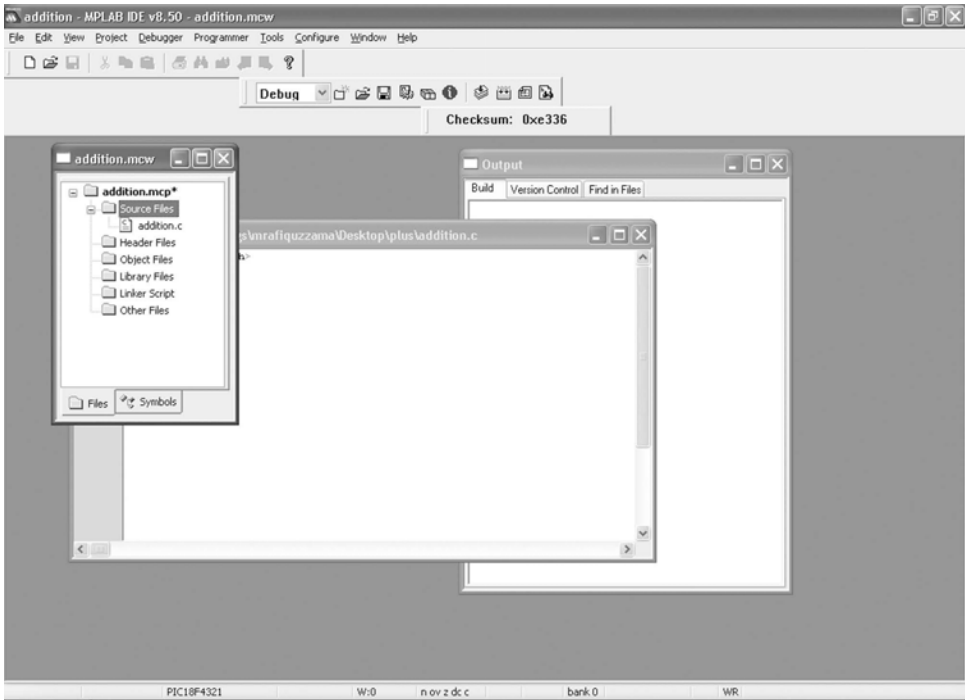 addition - MPLAB IDE v8.50 - addition.mcw
File Edit View Project Debugger Programmer Tools Configure Window Help
Debug
Checksum: 0xe336
addition.mcw
addition.mcp*
Source Files
addition.c
Header Files
Object Files
Library Files
Linker Script
Other Files
Files Symbols
Output
Build Version Control Find in Files
s\mrafiquzzama\Desktop\plus\addition.c
h>
PIC18F4321 W:0 n ov z dc c bank 0 WR